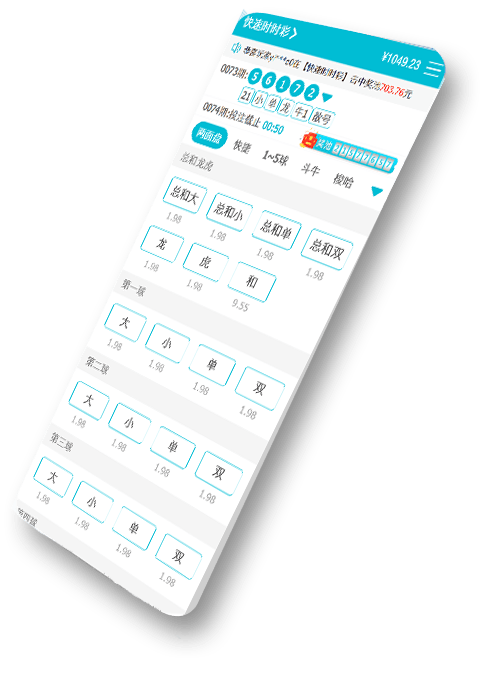 快速时时彩
¥1049.23
在【快速时时彩】云中奖 703.76元
0073期: 5 6 1 7 2
21 小 单 龙 牛1 散号
0074期:投注截止 00:50
奖池
两面盘 快捷 1~5球 斗牛 梭哈
总和龙虎
总和大 总和小 总和单 总和双
1.98 1.98 1.98 1.98
龙 虎 和
1.98 1.98 9.55
第一球
大 小 单 双
1.98 1.98 1.98 1.98
第二球
大 小 单 双
1.98 1.98 1.98 1.98
第三球
大 小 单 双
1.98 1.98 1.98 1.98
第四球